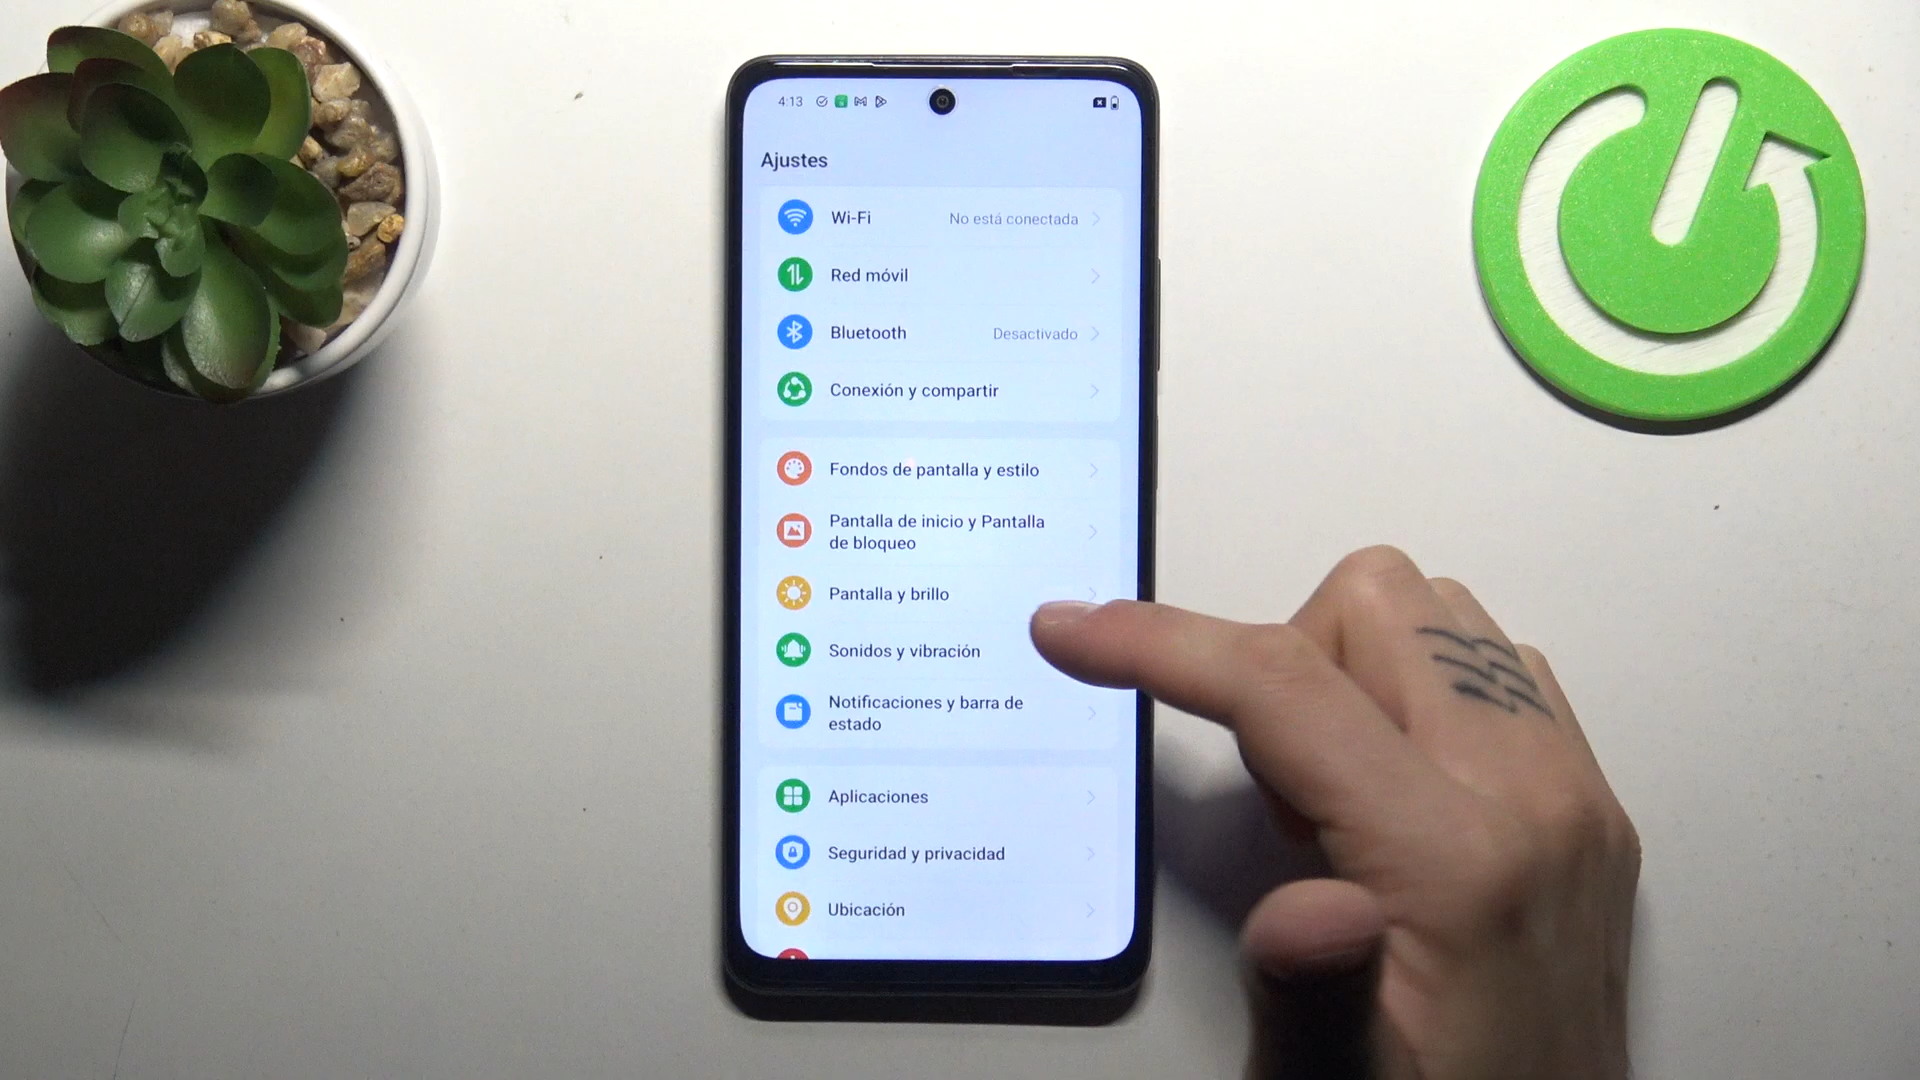 4:13
Ajustes
Wi-Fi No está conectada
Red móvil
Bluetooth Desactivado
Conexión y compartir
Fondos de pantalla y estilo
Pantalla de inicio y Pantalla
de bloqueo
Pantalla y brillo
Sonidos y vibración
Notificaciones y barra de
estado
Aplicaciones
Seguridad y privacidad
Ubicación